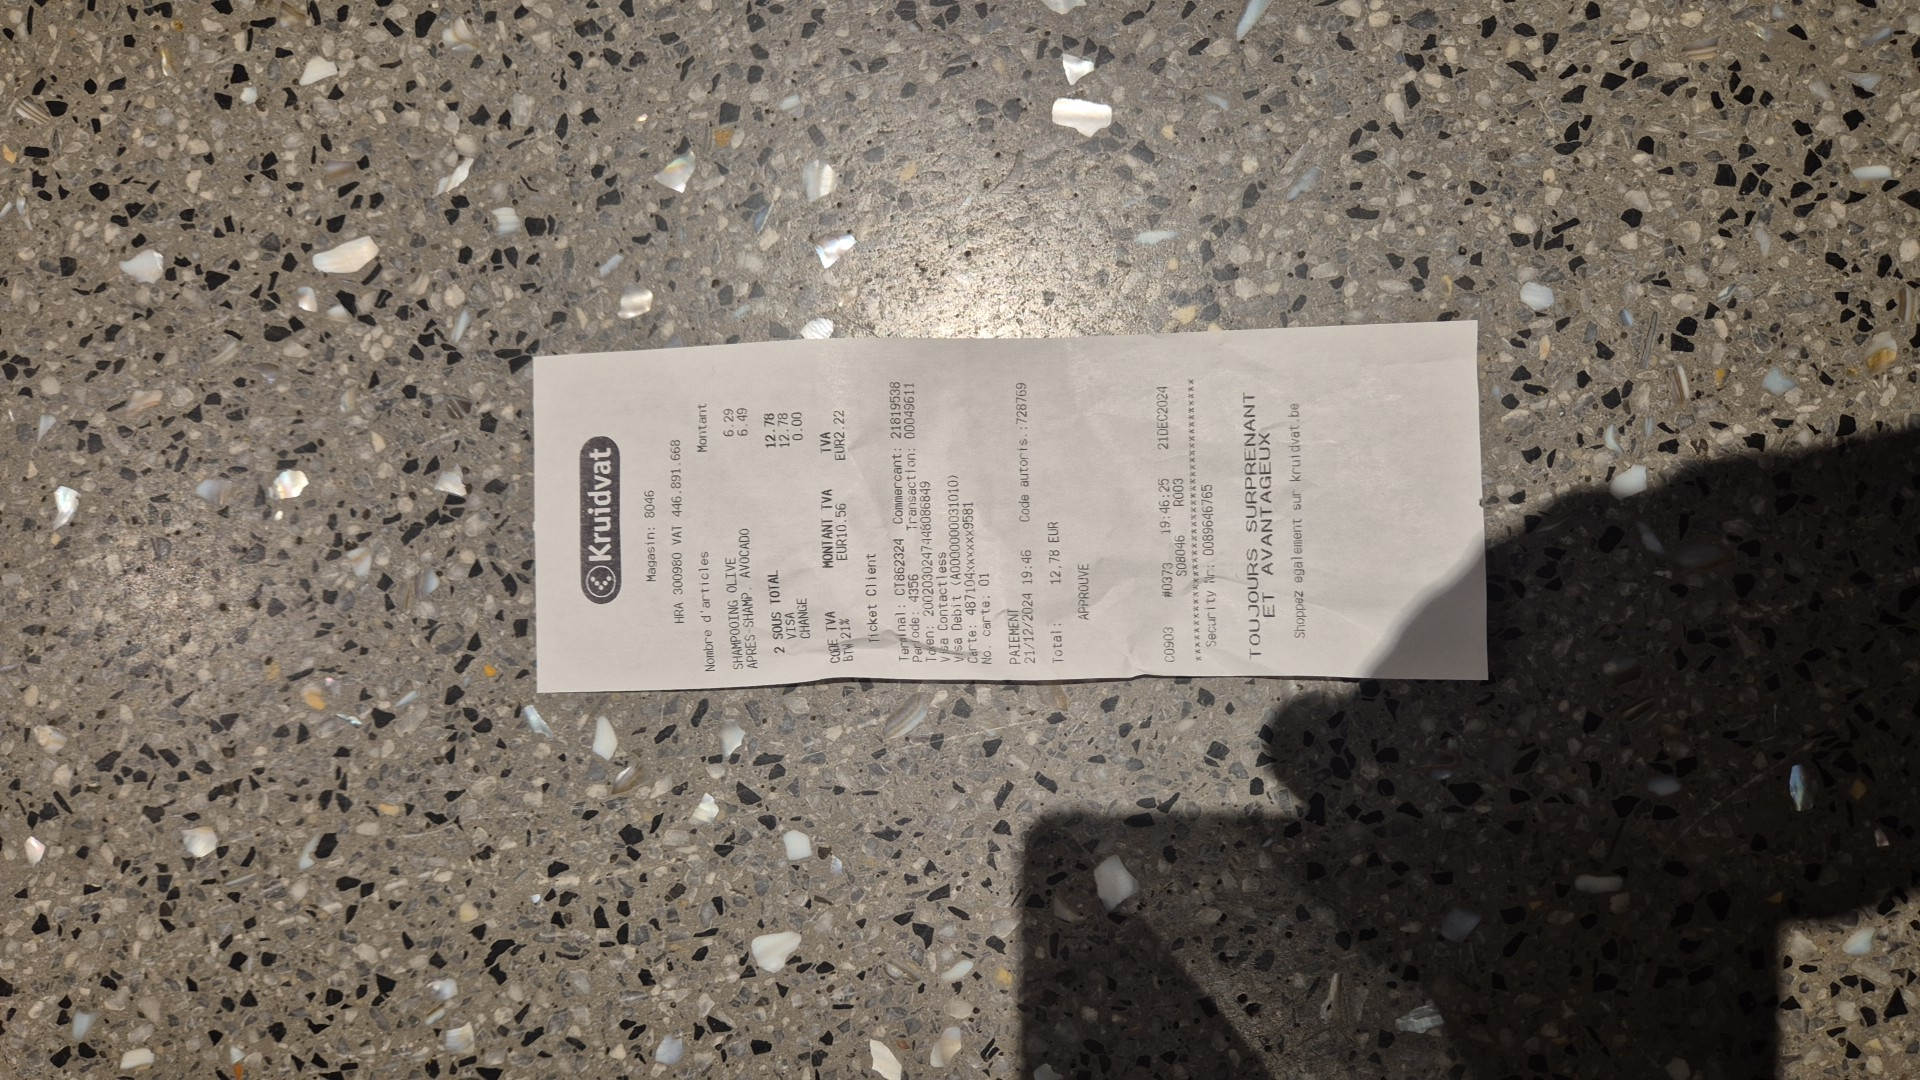 Kruidvat
Magasin: 8046
HRA 300980 VAT 446.891.668
Nombre d'articles Montant
SHAMPOOING OLIVE 6.29
APRES SHAMP. AVOCADO 6.49
2 SOUS TOTAL 12.78
VISA 12.78
CHANGE 0.00
CODE TVA MONTANT TVA TVA
BTW 21% EUR10.56 EUR2.22
Ticket Client
Terminal: CT862324 Commercant: 21819538
Periode: 4356 Transaction: 00049611
Token: 2002030247448086849
Visa Contactless
Visa Debit (A0000000031010)
Carte: 487104xxxxxx9581
No. carte: 01
PAIEMENT
21/12/2024 19:46 Code autoris.:728769
Total: 12,78 EUR
APPROUVE
C0903 #0373 19:46:25 21DEC2024
S08046 R003
Security Nr: 0089646765
TOUJOURS SURPRENANT
ET AVANTAGEUX
Shoppez egalement sur kruidvat.be